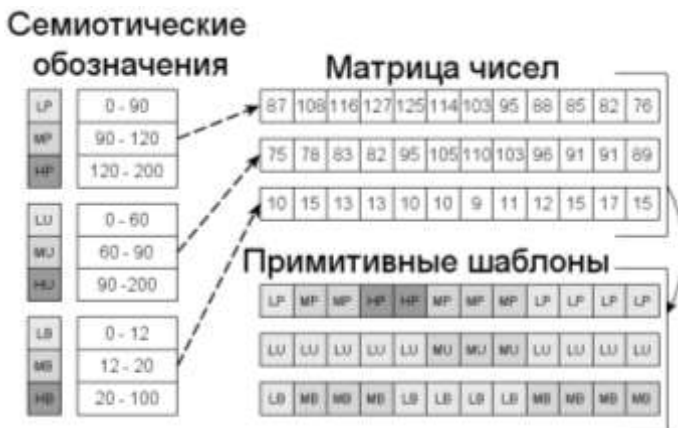 Семиотические обозначения
LP 0 - 90
MP 90 - 120
HP 120 - 200
LU 0 - 60
MU 60 - 90
HU 90 -200
LB 0 - 12
MB 12 - 20
HB 20 - 100
Матрица чисел
87 108 116 127 125 114 103 95 88 85 82 76
75 78 83 82 95 105 110 103 96 91 91 89
10 15 13 13 10 10 9 11 12 15 17 15
Примитивные шаблоны
LP MP MP HP HP MP MP MP LP LP LP LP
LU LU LU LU LU MU MU MU LU LU LU LU
LB MB MB MB LB LB LB LB MB MB MB MB